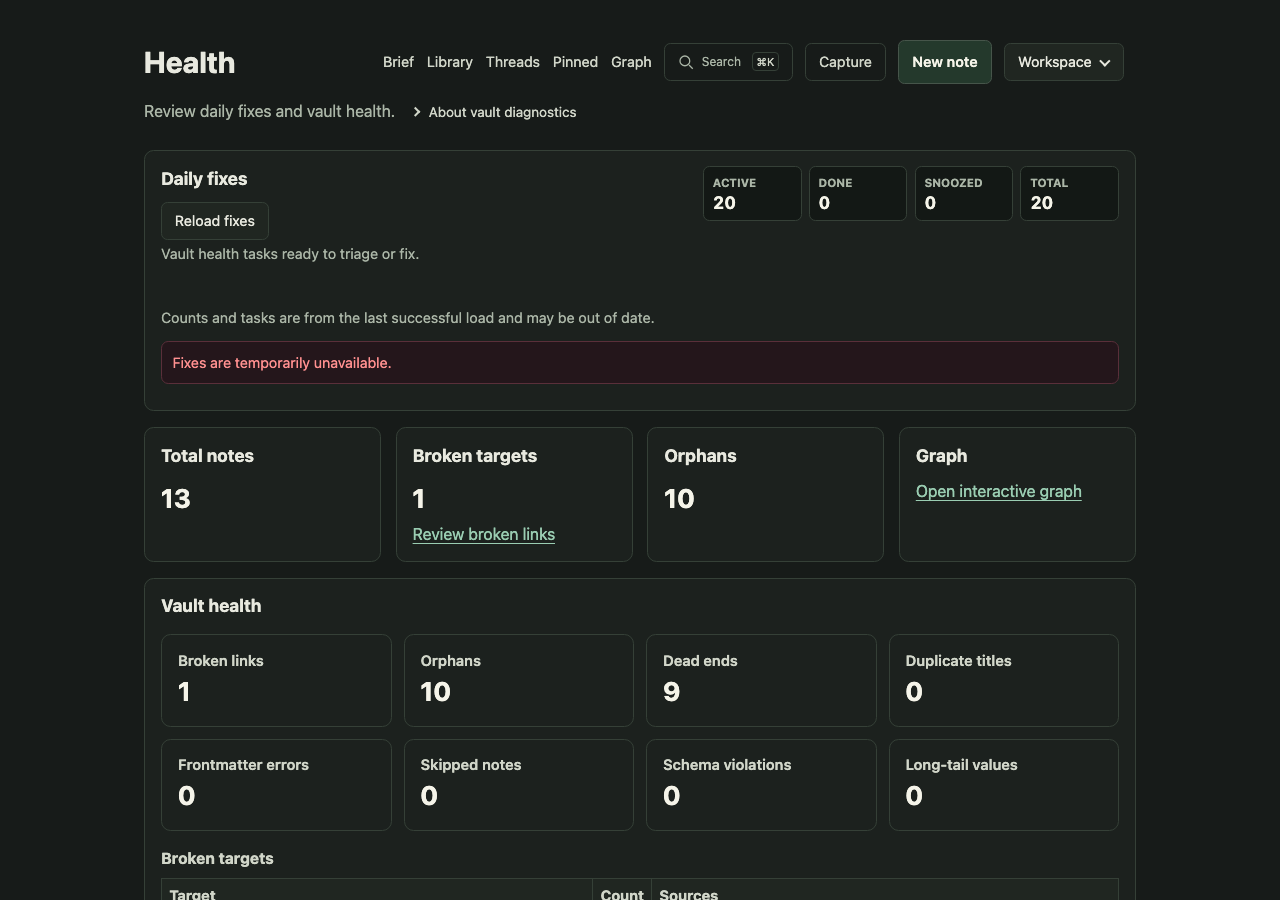 Health
Brief Library Threads Pinned Graph Search ⌘K Capture New note Workspace
Review daily fixes and vault health. About vault diagnostics
Daily fixes
Reload fixes
Vault health tasks ready to triage or fix.
ACTIVE
20
DONE
0
SNOOZED
0
TOTAL
20
Counts and tasks are from the last successful load and may be out of date.
Fixes are temporarily unavailable.
Total notes
13
Broken targets
1
Review broken links
Orphans
10
Graph
Open interactive graph
Vault health
Broken links
1
Orphans
10
Dead ends
9
Duplicate titles
0
Frontmatter errors
0
Skipped notes
0
Schema violations
0
Long-tail values
0
Broken targets
Target Count Sources